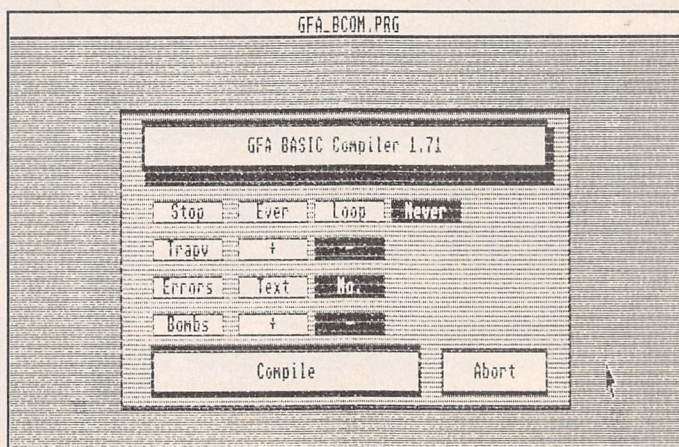 GFA_BCOM.PRG
GFA BASIC Compiler 1.71
Stop Ever Loop Never
Trapv + -
Errors Text No.
Bombs + -
Compile Abort